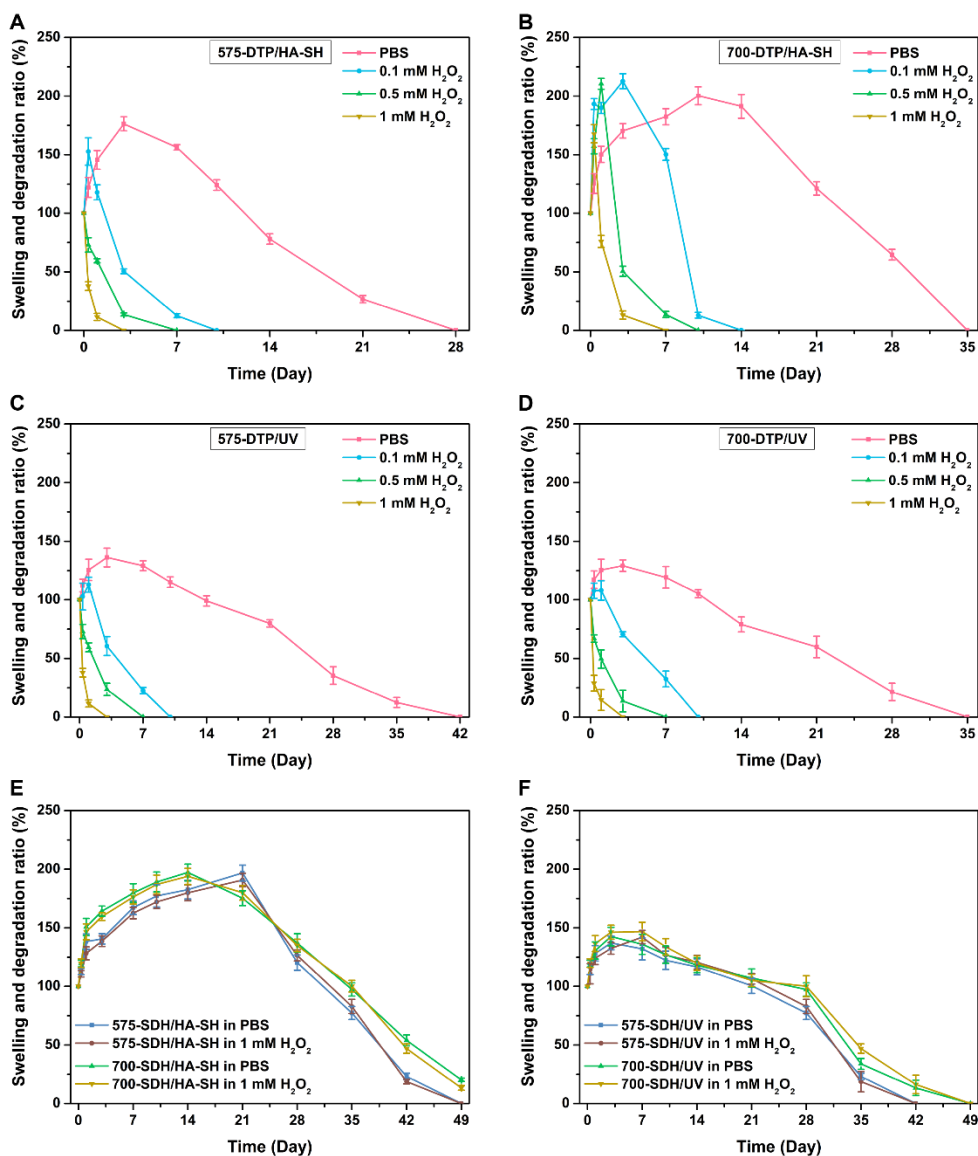 A
575-DTP/HA-SH
PBS
0.1 mM H₂O₂
0.5 mM H₂O₂
1 mM H₂O₂
Swelling and degradation ratio (%)
250
200
150
100
50
0
0 7 14 21 28
Time (Day)
B
700-DTP/HA-SH
PBS
0.1 mM H₂O₂
0.5 mM H₂O₂
1 mM H₂O₂
Swelling and degradation ratio (%)
250
200
150
100
50
0
0 7 14 21 28 35
Time (Day)
C
575-DTP/UV
PBS
0.1 mM H₂O₂
0.5 mM H₂O₂
1 mM H₂O₂
Swelling and degradation ratio (%)
250
200
150
100
50
0
0 7 14 21 28 35 42
Time (Day)
D
700-DTP/UV
PBS
0.1 mM H₂O₂
0.5 mM H₂O₂
1 mM H₂O₂
Swelling and degradation ratio (%)
250
200
150
100
50
0
0 7 14 21 28 35
Time (Day)
E
Swelling and degradation ratio (%)
250
200
150
100
50
0
575-SDH/HA-SH in PBS
575-SDH/HA-SH in 1 mM H₂O₂
700-SDH/HA-SH in PBS
700-SDH/HA-SH in 1 mM H₂O₂
0 7 14 21 28 35 42 49
Time (Day)
F
Swelling and degradation ratio (%)
250
200
150
100
50
0
575-SDH/UV in PBS
575-SDH/UV in 1 mM H₂O₂
700-SDH/UV in PBS
700-SDH/UV in 1 mM H₂O₂
0 7 14 21 28 35 42 49
Time (Day)